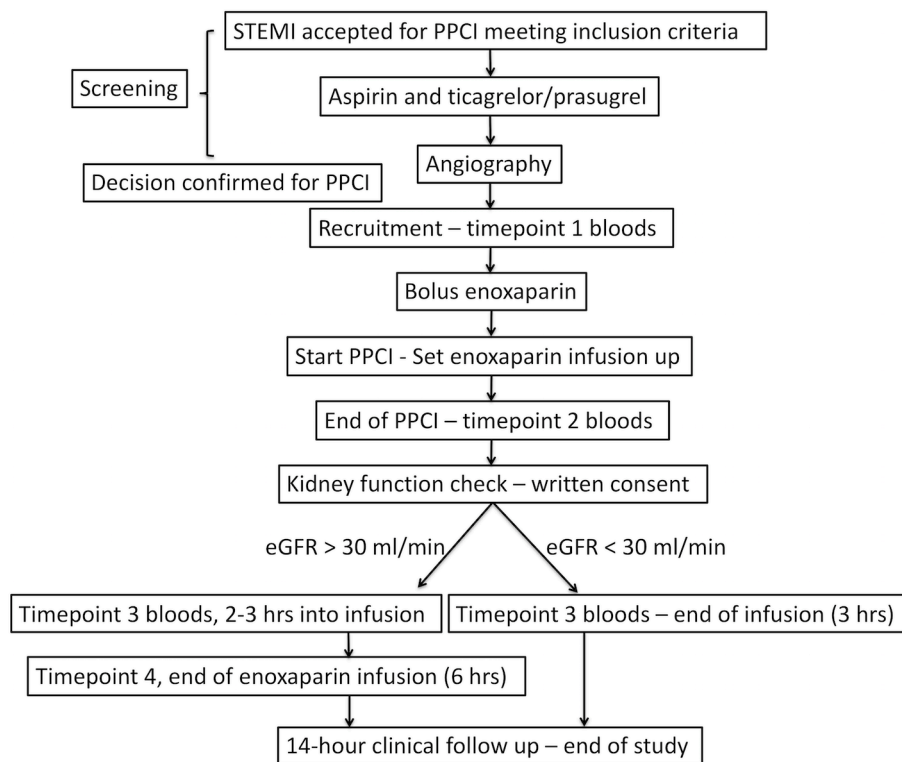 STEMI accepted for PPCI meeting inclusion criteria
Screening
Aspirin and ticagrelor/prasugrel
Angiography
Decision confirmed for PPCI
Recruitment – timepoint 1 bloods
Bolus enoxaparin
Start PPCI - Set enoxaparin infusion up
End of PPCI – timepoint 2 bloods
Kidney function check – written consent
eGFR > 30 ml/min
eGFR < 30 ml/min
Timepoint 3 bloods, 2-3 hrs into infusion
Timepoint 3 bloods – end of infusion (3 hrs)
Timepoint 4, end of enoxaparin infusion (6 hrs)
14-hour clinical follow up – end of study